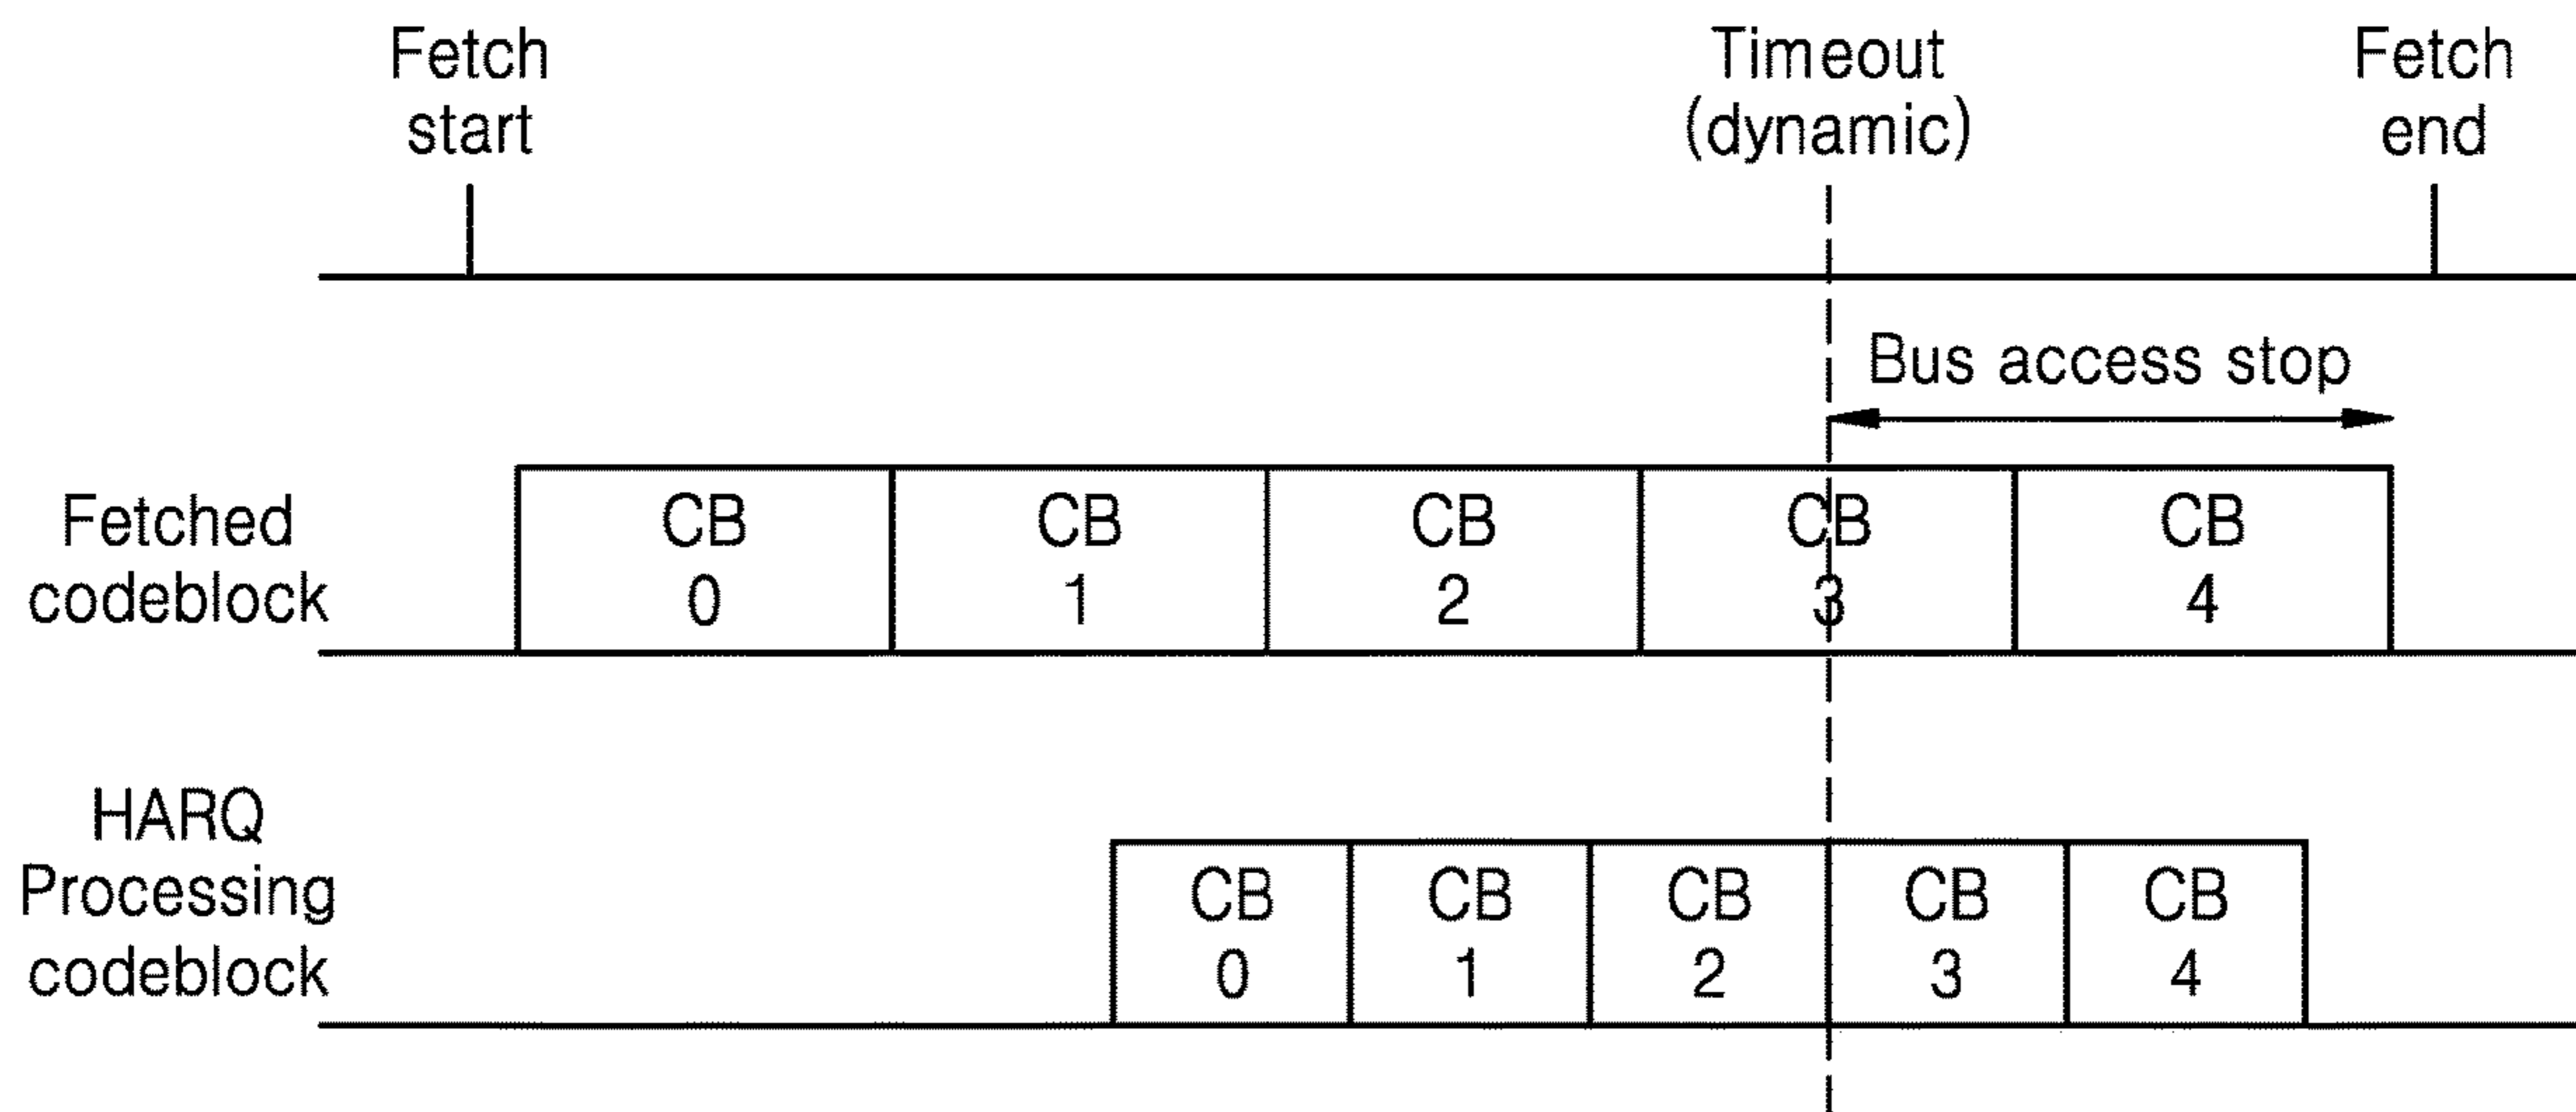 Fetch
start
Timeout
(dynamic)
Fetch
end
Bus access stop
Fetched
codeblock
CB
0
CB
1
CB
2
CB
3
CB
4
HARQ
Processing
codeblock
CB
0
CB
1
CB
2
CB
3
CB
4